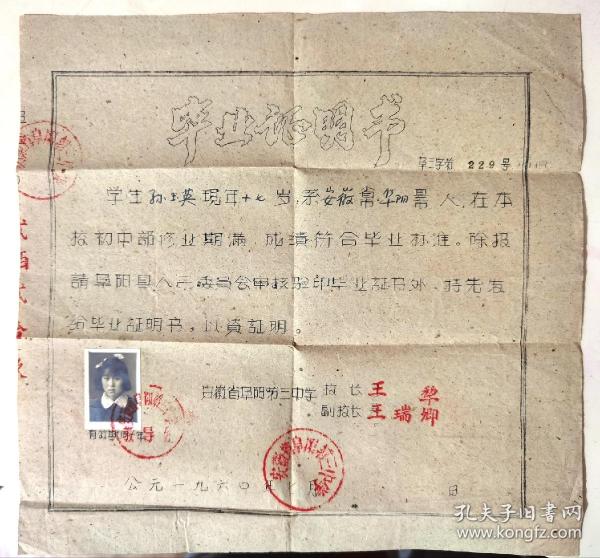 毕业证明书
阜三字第 229 号
学生孙玉英现年十七岁,系安徽省阜阳县人,在本
校初中部修业期满,成绩符合毕业标准。除报
請阜阳县人民委員会审核验印毕业证书外,特先发
给毕业证明书,以资证明。
安徽省阜阳第三中学 校长 王黎
副校长 王瑞卿
公元一九六〇年 月 日
孔夫子旧书网
www.kongfz.com